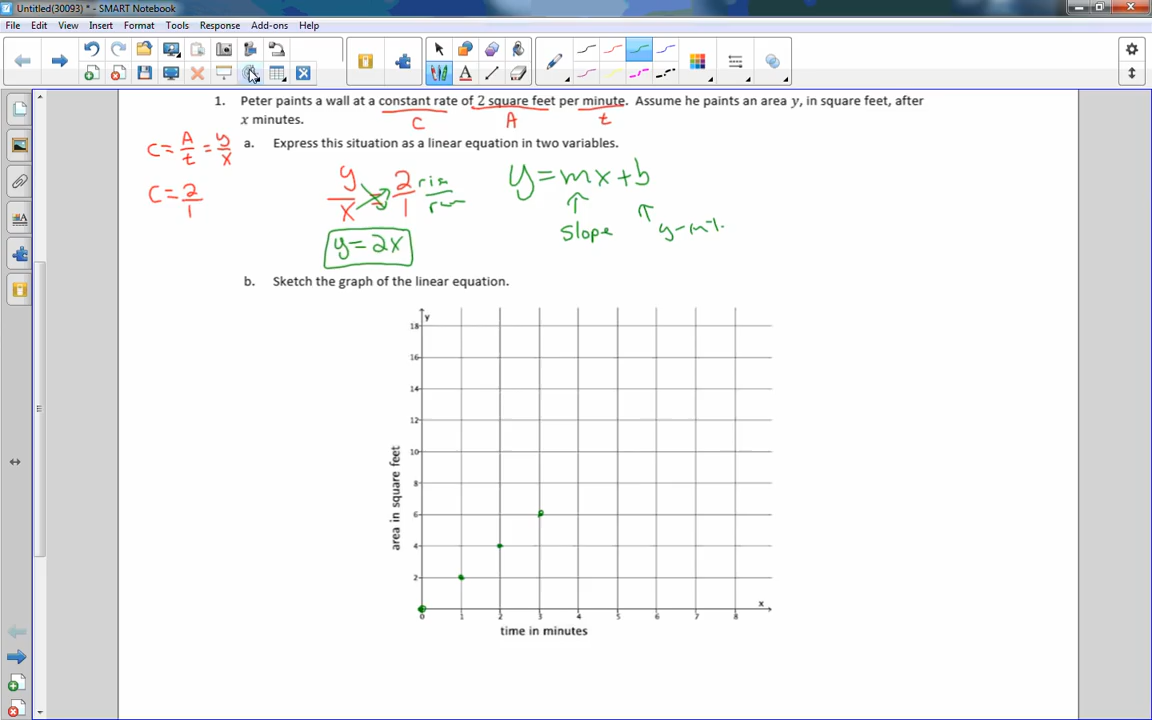 Untitled(30093) * - SMART Notebook
File Edit View Insert Format Tools Response Add-ons Help
1. Peter paints a wall at a constant rate of 2 square feet per minute. Assume he paints an area y, in square feet, after
x minutes.
C A t
C = A/t = y/x
a. Express this situation as a linear equation in two variables.
y/x = 2/1 rise/run
y = mx + b
C = 2/1
slope
y-int.
y = 2x
b. Sketch the graph of the linear equation.
y
18
16
14
12
10
8
6
4
2
area in square feet
x
0 1 2 3 4 5 6 7 8
time in minutes